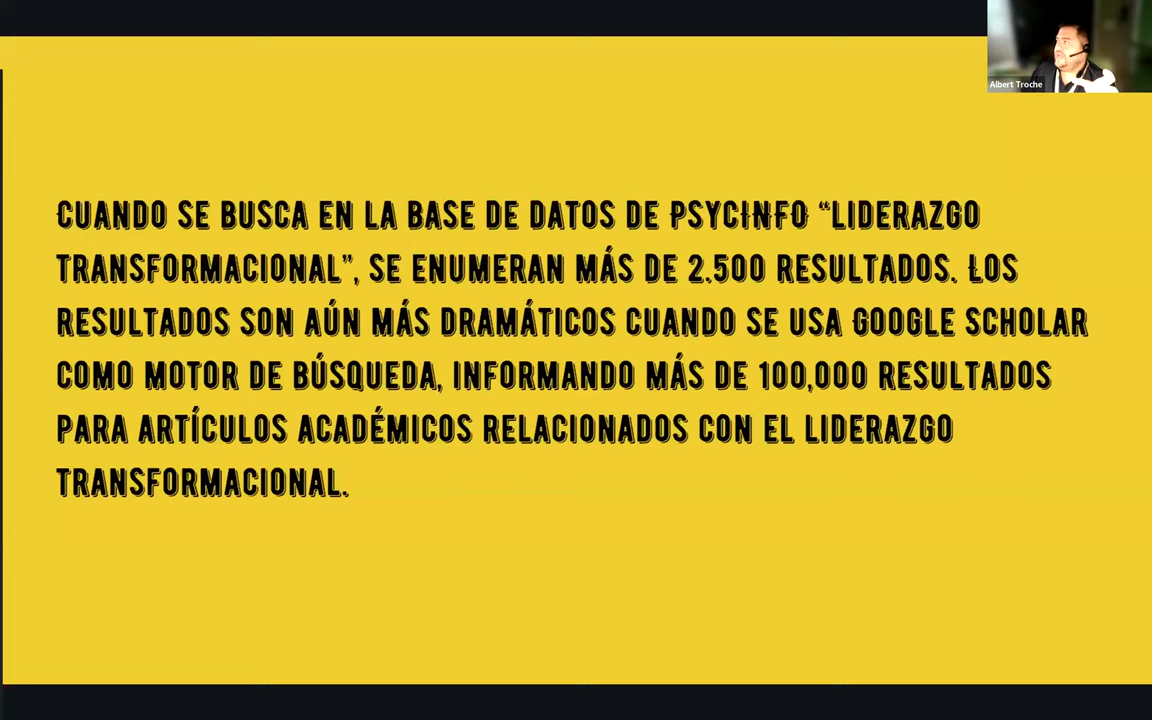 Albert Troche
CUANDO SE BUSCA EN LA BASE DE DATOS DE PSYCINFO “LIDERAZGO
TRANSFORMACIONAL”, SE ENUMERAN MÁS DE 2.500 RESULTADOS. LOS
RESULTADOS SON AÚN MÁS DRAMÁTICOS CUANDO SE USA GOOGLE SCHOLAR
COMO MOTOR DE BÚSQUEDA, INFORMANDO MÁS DE 100,000 RESULTADOS
PARA ARTÍCULOS ACADÉMICOS RELACIONADOS CON EL LIDERAZGO
TRANSFORMACIONAL.